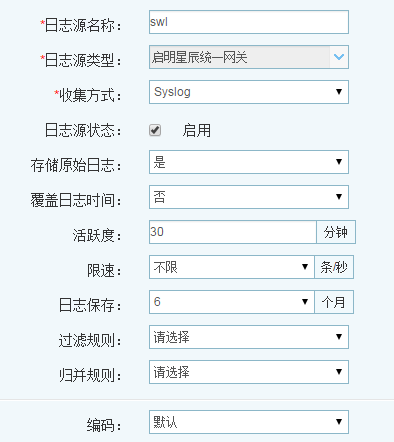 *日志源名称： swl
*日志源类型： 启明星辰统一网关
*收集方式： Syslog
日志源状态： 启用
存储原始日志： 是
覆盖日志时间： 否
活跃度： 30 分钟
限速： 不限 条/秒
日志保存： 6 个月
过滤规则： 请选择
归并规则： 请选择
编码： 默认